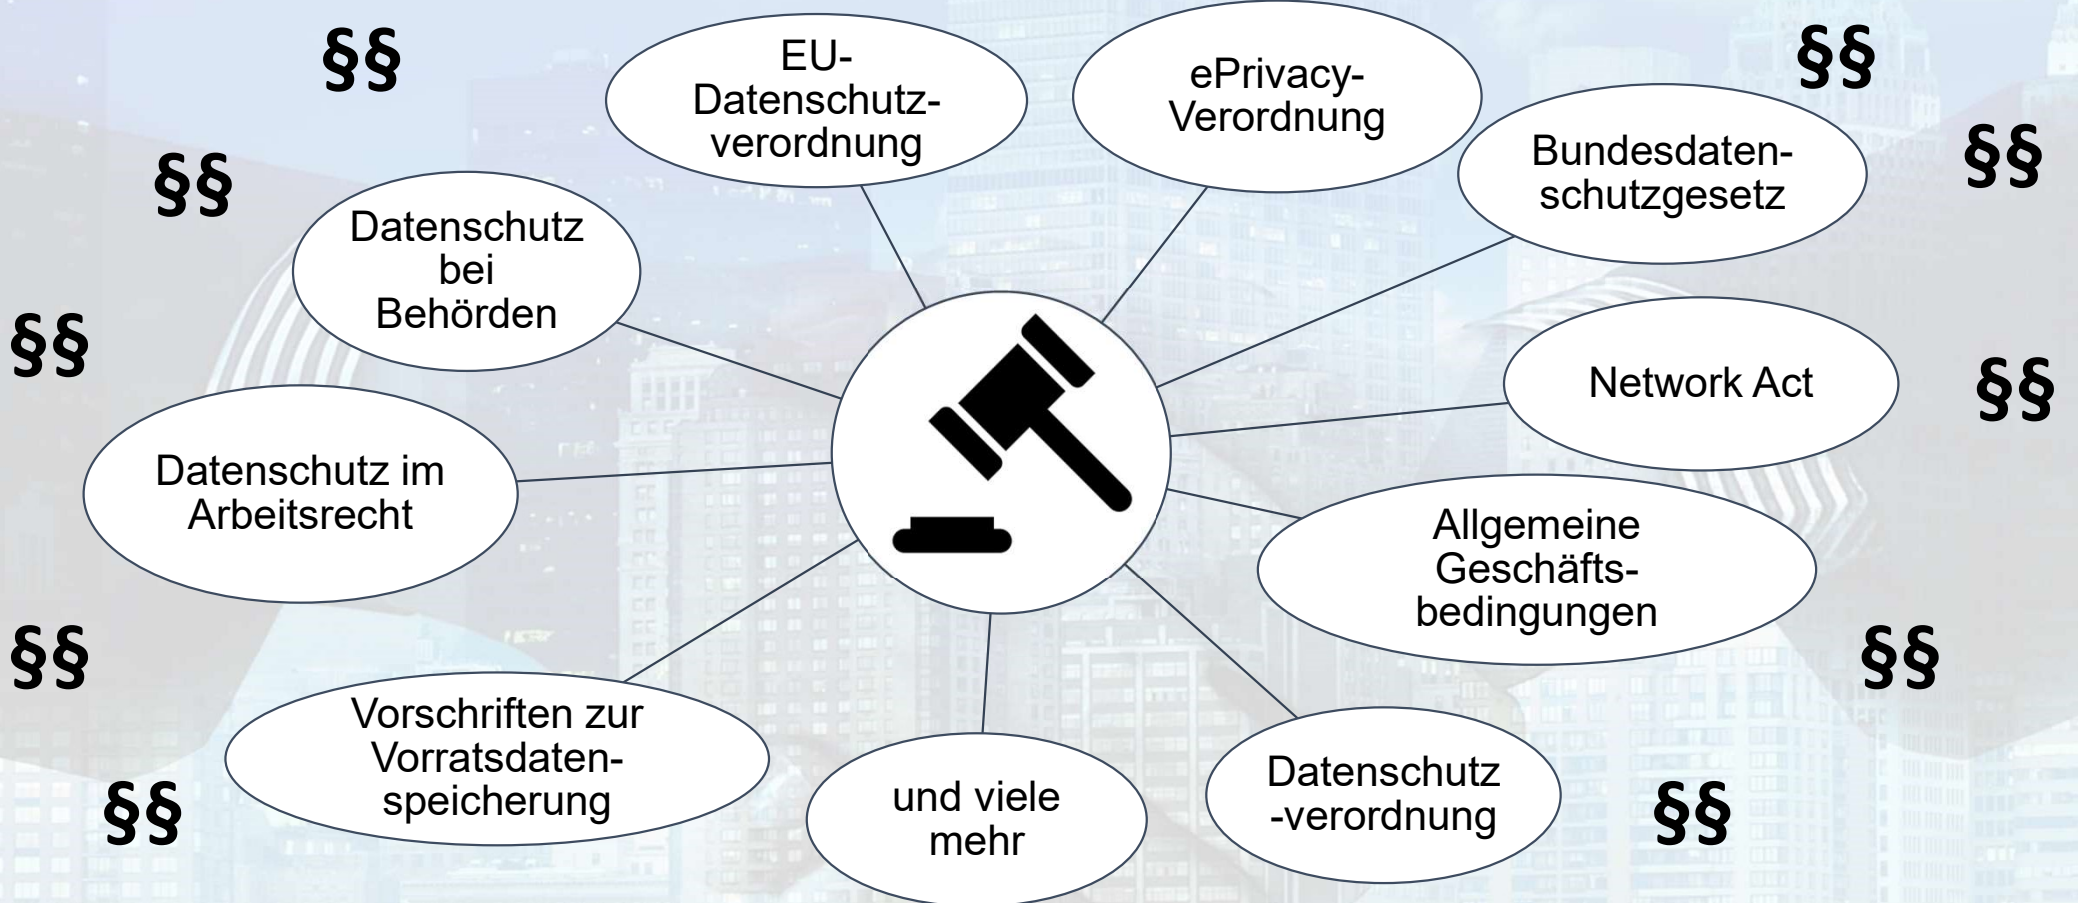 §§
§§
EU-
Datenschutz-
verordnung
ePrivacy-
Verordnung
Bundesdaten-
schutzgesetz
§§
§§
Datenschutz
bei
Behörden
§§
Network Act
§§
Datenschutz im
Arbeitsrecht
Allgemeine
Geschäfts-
bedingungen
§§
§§
Vorschriften zur
Vorratsdaten-
speicherung
und viele
mehr
Datenschutz
-verordnung
§§
§§